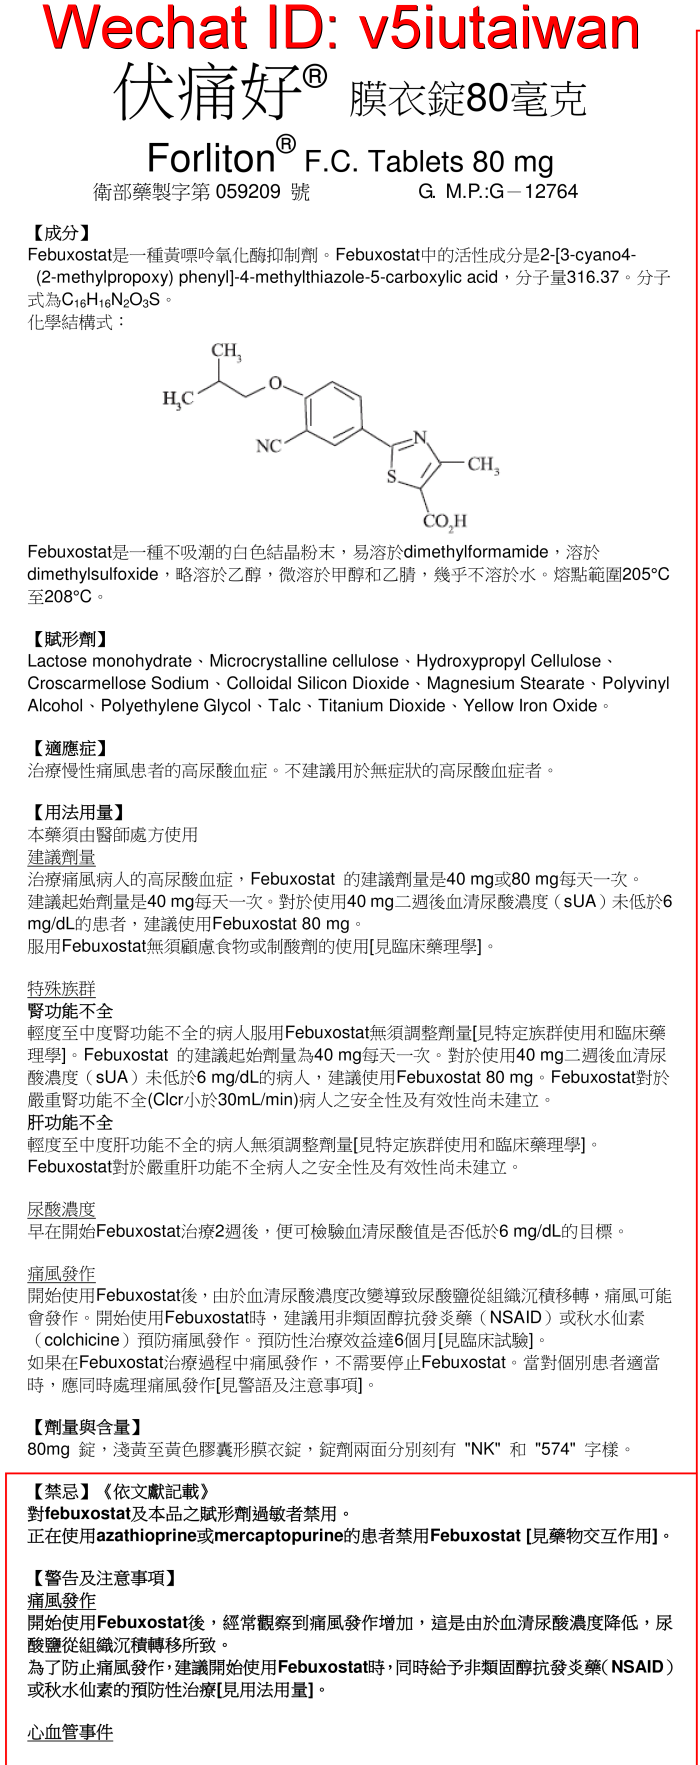 Wechat ID: v5iutaiwan
伏痛好® 膜衣錠80毫克
Forliton® F.C. Tablets 80 mg
衛部藥製字第 059209 號 G. M.P.:G－12764
【成分】
Febuxostat是一種黃嘌呤氧化酶抑制劑。Febuxostat中的活性成分是2-[3-cyano4-
(2-methylpropoxy) phenyl]-4-methylthiazole-5-carboxylic acid，分子量316.37。分子
式為C₁₆H₁₆N₂O₃S。
化學結構式：
CH₃
H₃C
O
NC
N
S
CH₃
CO₂H
Febuxostat是一種不吸潮的白色結晶粉末，易溶於dimethylformamide，溶於
dimethylsulfoxide，略溶於乙醇，微溶於甲醇和乙腈，幾乎不溶於水。熔點範圍205°C
至208°C。
【賦形劑】
Lactose monohydrate、Microcrystalline cellulose、Hydroxypropyl Cellulose、
Croscarmellose Sodium、Colloidal Silicon Dioxide、Magnesium Stearate、Polyvinyl
Alcohol、Polyethylene Glycol、Talc、Titanium Dioxide、Yellow Iron Oxide。
【適應症】
治療慢性痛風患者的高尿酸血症。不建議用於無症狀的高尿酸血症者。
【用法用量】
本藥須由醫師處方使用
建議劑量
治療痛風病人的高尿酸血症，Febuxostat 的建議劑量是40 mg或80 mg每天一次。
建議起始劑量是40 mg每天一次。對於使用40 mg二週後血清尿酸濃度（sUA）未低於6
mg/dL的患者，建議使用Febuxostat 80 mg。
服用Febuxostat無須顧慮食物或制酸劑的使用[見臨床藥理學]。
特殊族群
腎功能不全
輕度至中度腎功能不全的病人服用Febuxostat無須調整劑量[見特定族群使用和臨床藥
理學]。Febuxostat 的建議起始劑量為40 mg每天一次。對於使用40 mg二週後血清尿
酸濃度（sUA）未低於6 mg/dL的病人，建議使用Febuxostat 80 mg。Febuxostat對於
嚴重腎功能不全(Clcr小於30mL/min)病人之安全性及有效性尚未建立。
肝功能不全
輕度至中度肝功能不全的病人無須調整劑量[見特定族群使用和臨床藥理學]。
Febuxostat對於嚴重肝功能不全病人之安全性及有效性尚未建立。
尿酸濃度
早在開始Febuxostat治療2週後，便可檢驗血清尿酸值是否低於6 mg/dL的目標。
痛風發作
開始使用Febuxostat後，由於血清尿酸濃度改變導致尿酸鹽從組織沉積移轉，痛風可能
會發作。開始使用Febuxostat時，建議用非類固醇抗發炎藥（NSAID）或秋水仙素
（colchicine）預防痛風發作。預防性治療效益達6個月[見臨床試驗]。
如果在Febuxostat治療過程中痛風發作，不需要停止Febuxostat。當對個別患者適當
時，應同時處理痛風發作[見警語及注意事項]。
【劑量與含量】
80mg 錠，淺黃至黃色膠囊形膜衣錠，錠劑兩面分別刻有 "NK" 和 "574" 字樣。
【禁忌】《依文獻記載》
對febuxostat及本品之賦形劑過敏者禁用。
正在使用azathioprine或mercaptopurine的患者禁用Febuxostat [見藥物交互作用]。
【警告及注意事項】
痛風發作
開始使用Febuxostat後，經常觀察到痛風發作增加，這是由於血清尿酸濃度降低，尿
酸鹽從組織沉積轉移所致。
為了防止痛風發作，建議開始使用Febuxostat時，同時給予非類固醇抗發炎藥（NSAID）
或秋水仙素的預防性治療[見用法用量]。
心血管事件